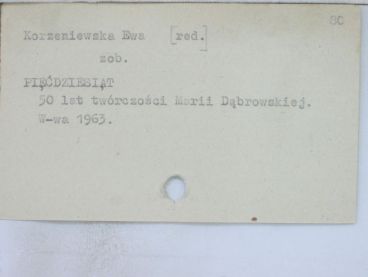 80
Korzeniewska Ewa [red.]
zob.
PIĘĆDZIESIĄT
50 lat twórczości Marii Dąbrowskiej.
W-wa 1963.